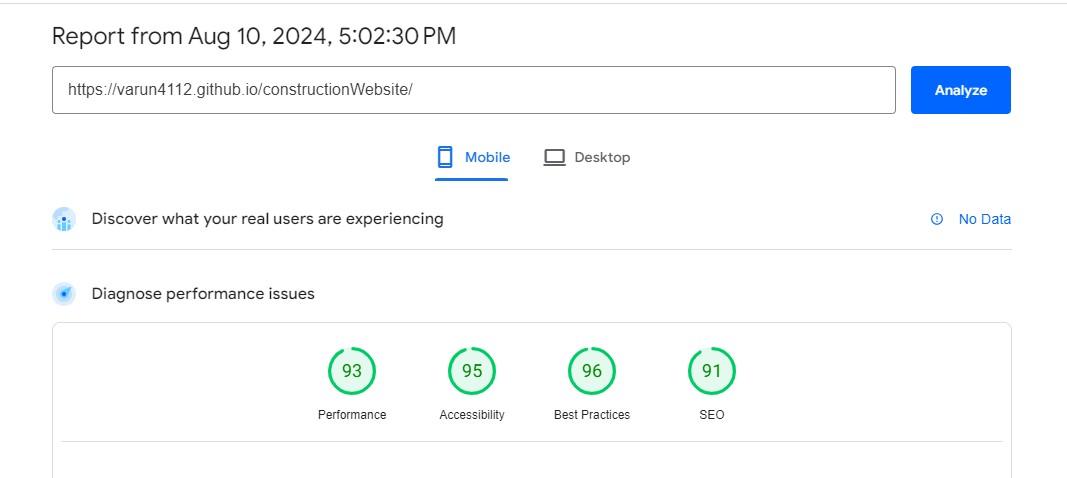 Report from Aug 10, 2024, 5:02:30 PM
https://varun4112.github.io/constructionWebsite/
Analyze
Mobile
Desktop
Discover what your real users are experiencing
No Data
Diagnose performance issues
93
95
96
91
Performance
Accessibility
Best Practices
SEO